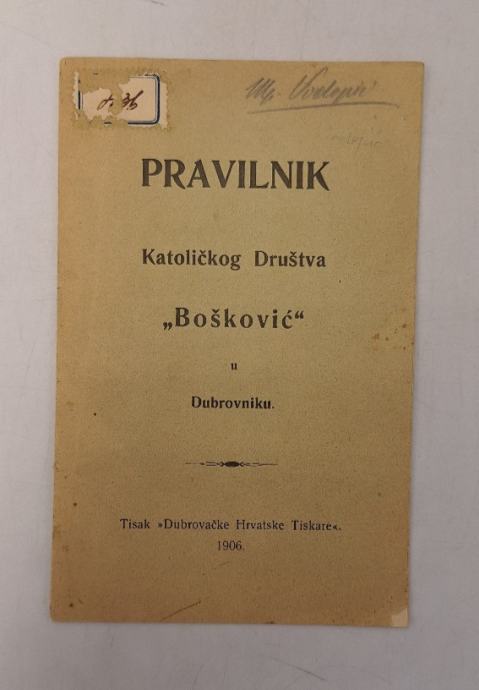 PRAVILNIK
Katoličkog Društva
„Bošković“
u
Dubrovniku.
Tisak »Dubrovačke Hrvatske Tiskare«.
1906.